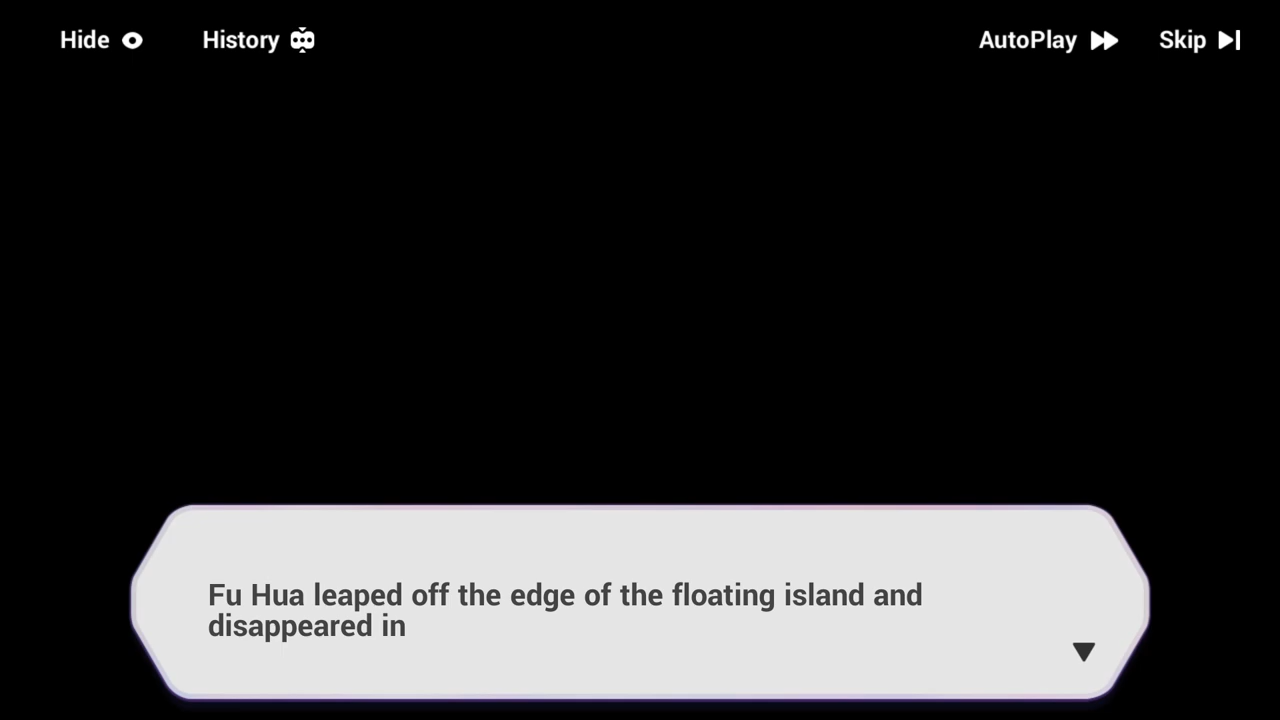 Hide
History
AutoPlay
Skip
Fu Hua leaped off the edge of the floating island and
disappeared in